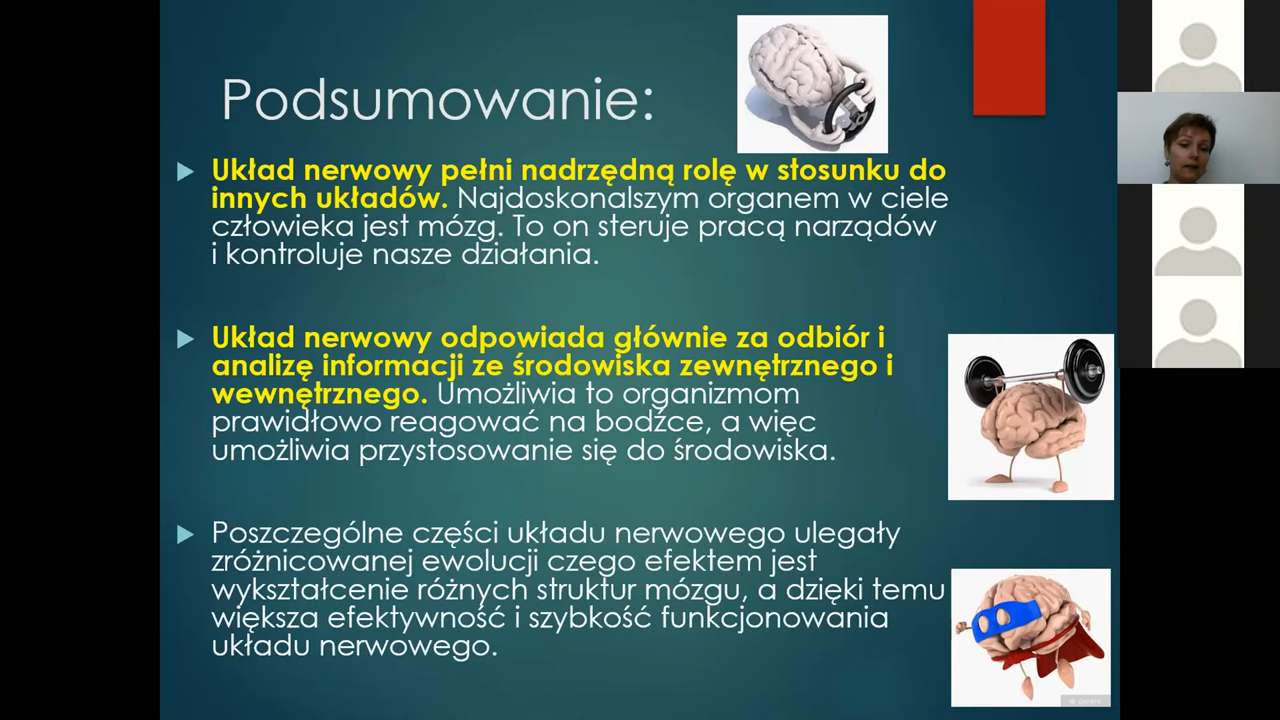 Podsumowanie:
Układ nerwowy pełni nadrzędną rolę w stosunku do
innych układów. Najdoskonalszym organem w ciele
człowieka jest mózg. To on steruje pracą narządów
i kontroluje nasze działania.
Układ nerwowy odpowiada głównie za odbiór i
analizę informacji ze środowiska zewnętrznego i
wewnętrznego. Umożliwia to organizmom
prawidłowo reagować na bodźce, a więc
umożliwia przystosowanie się do środowiska.
Poszczególne części układu nerwowego ulegały
zróżnicowanej ewolucji czego efektem jest
wykształcenie różnych struktur mózgu, a dzięki temu
większa efektywność i szybkość funkcjonowania
układu nerwowego.